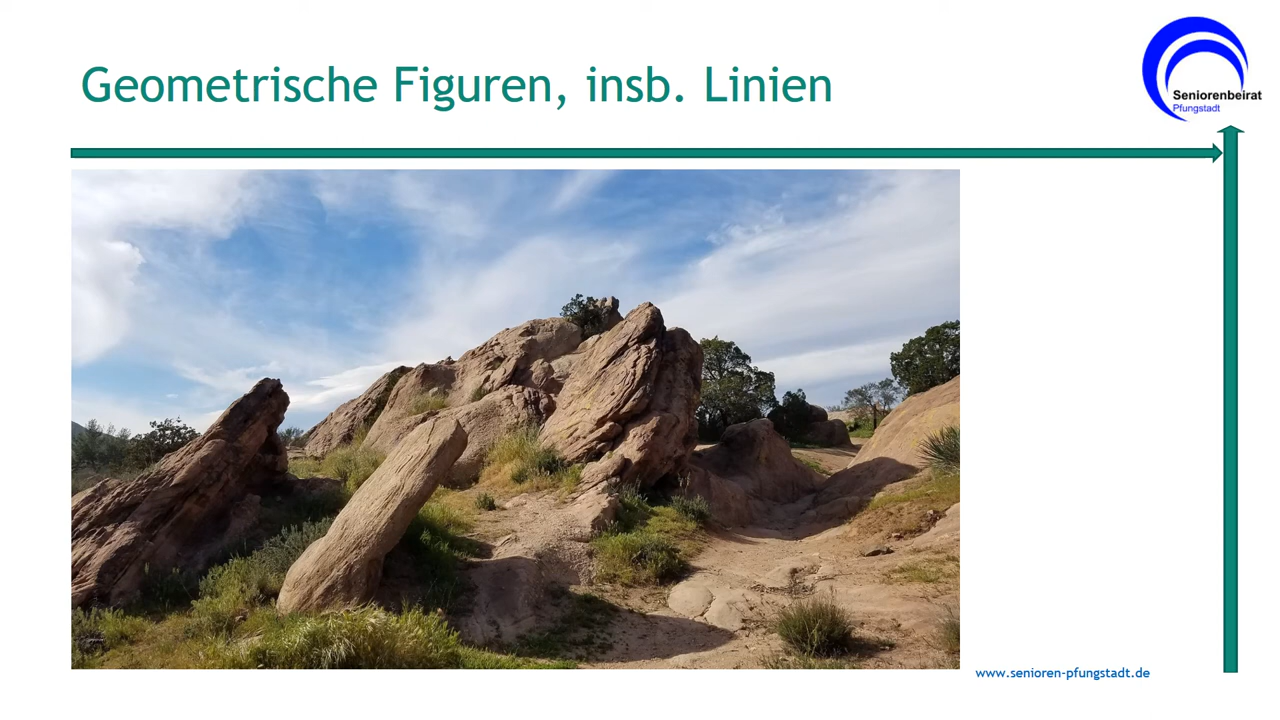 Geometrische Figuren, insb. Linien
Seniorenbeirat
Pfungstadt
www.senioren-pfungstadt.de